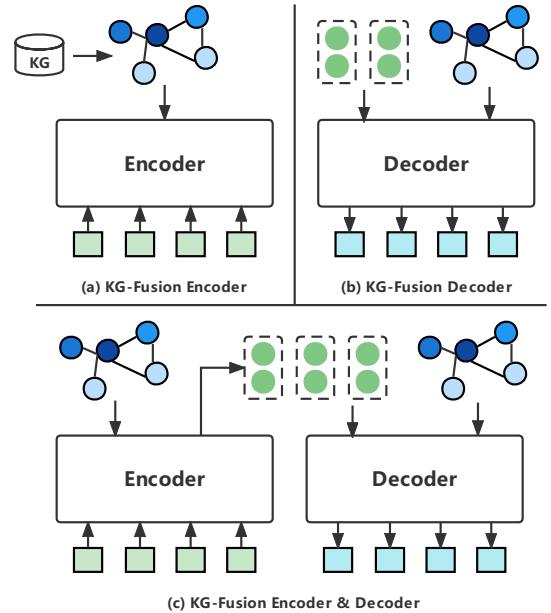 KG
Encoder
(a) KG-Fusion Encoder
Decoder
(b) KG-Fusion Decoder
Encoder
Decoder
(c) KG-Fusion Encoder & Decoder